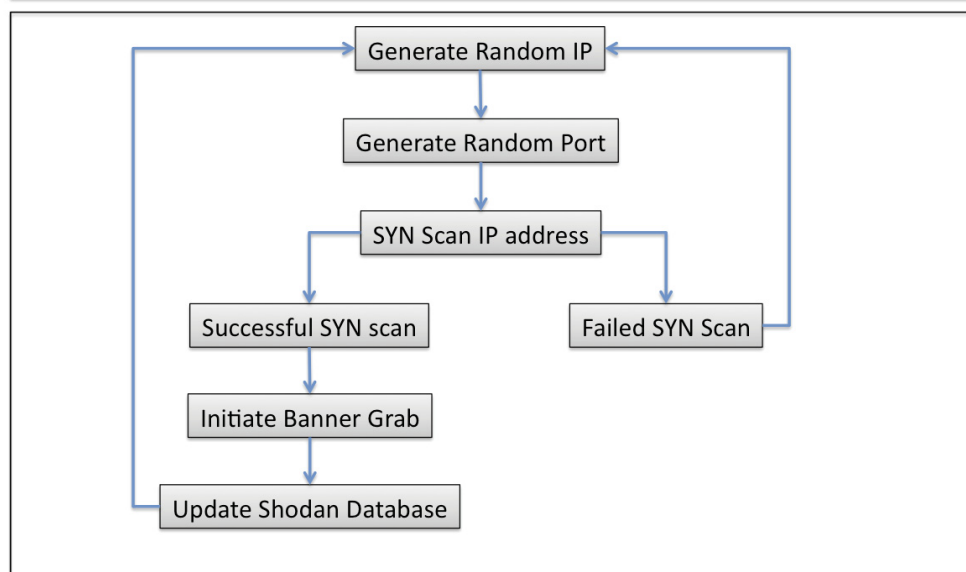 Generate Random IP
Generate Random Port
SYN Scan IP address
Successful SYN scan
Failed SYN Scan
Initiate Banner Grab
Update Shodan Database